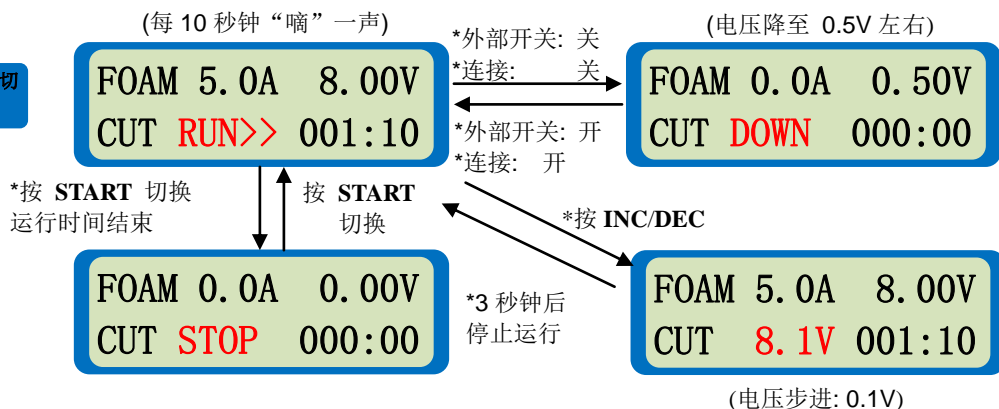 (每 10 秒钟“嘀”一声)
切
FOAM 5.0A 8.00V
CUT RUN>> 001:10
*外部开关: 关
*连接: 关
*外部开关: 开
*连接: 开
(电压降至 0.5V 左右)
FOAM 0.0A 0.50V
CUT DOWN 000:00
*按 START 切换
运行时间结束
按 START
切换
*按 INC/DEC
FOAM 0.0A 0.00V
CUT STOP 000:00
*3 秒钟后
停止运行
FOAM 5.0A 8.00V
CUT 8.1V 001:10
(电压步进: 0.1V)